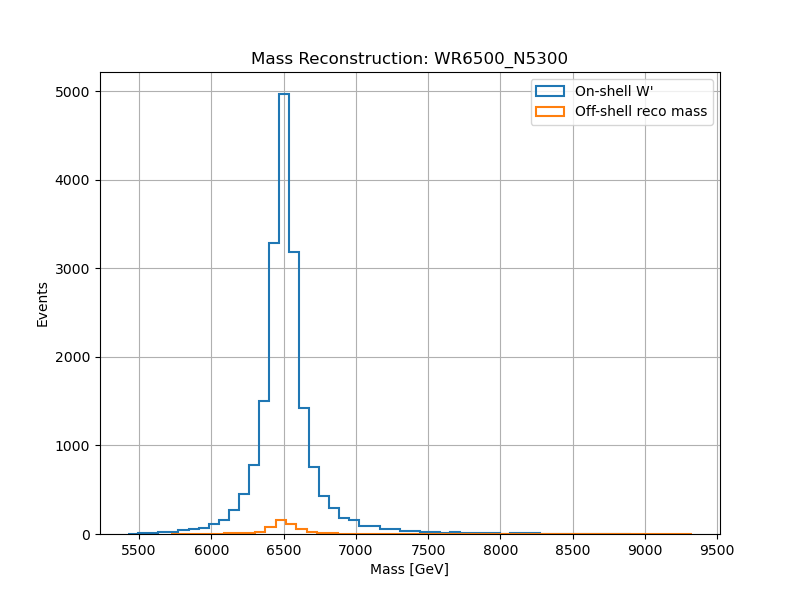 Mass Reconstruction: WR6500_N5300
On-shell W'
Off-shell reco mass
5000
4000
3000
2000
1000
0
Events
5500 6000 6500 7000 7500 8000 8500 9000 9500
Mass [GeV]